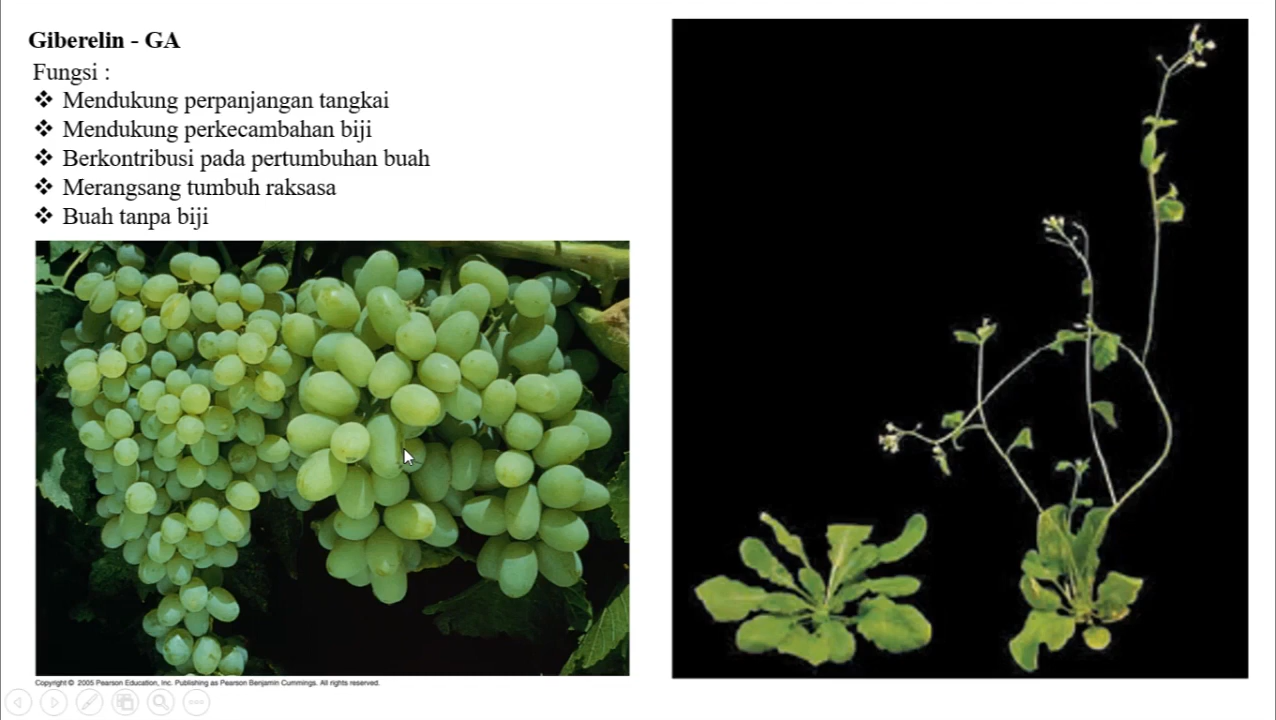 Giberelin - GA
Fungsi :
❖ Mendukung perpanjangan tangkai
❖ Mendukung perkecambahan biji
❖ Berkontribusi pada pertumbuhan buah
❖ Merangsang tumbuh raksasa
❖ Buah tanpa biji
Copyright © 2005 Pearson Education, Inc. Publishing as Pearson Benjamin Cummings. All rights reserved.